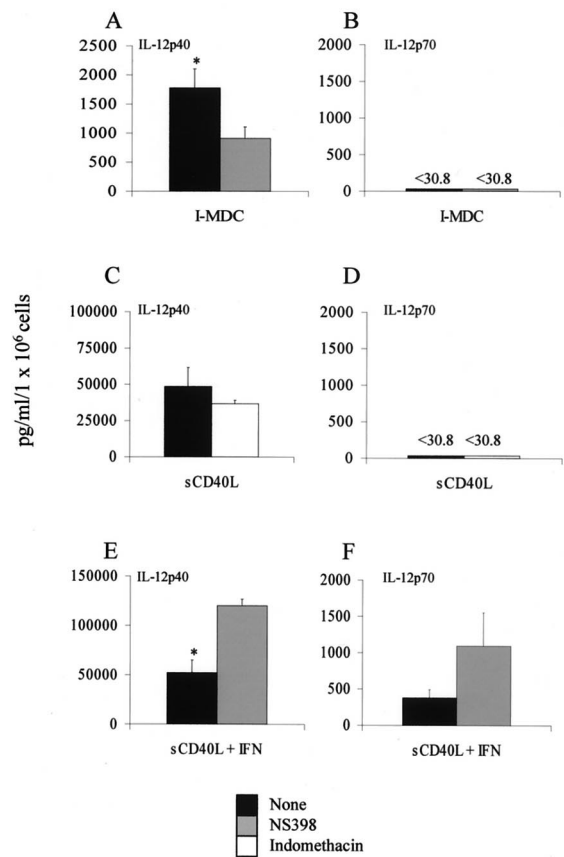 A
B
IL-12p40
IL-12p70
*
2500
2000
1500
1000
500
0
2000
1500
1000
500
0
<30.8 <30.8
I-MDC
I-MDC
C
D
IL-12p40
IL-12p70
100000
75000
50000
25000
0
2000
1500
1000
500
0
<30.8 <30.8
sCD40L
sCD40L
pg/ml/1 x 10⁶ cells
E
F
IL-12p40
IL-12p70
*
150000
100000
50000
0
2000
1500
1000
500
0
sCD40L + IFN
sCD40L + IFN
None
NS398
Indomethacin